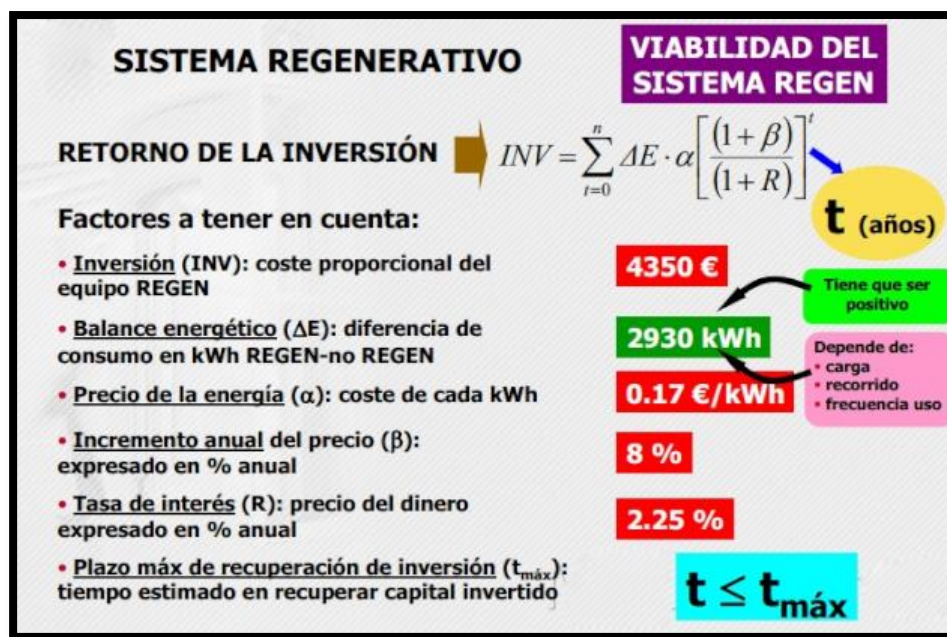 SISTEMA REGENERATIVO
VIABILIDAD DEL
SISTEMA REGEN
RETORNO DE LA INVERSIÓN
INV = \sum_{t=0}^{n} ΔE · α [(1 + β) / (1 + R)]^t
t (años)
Factores a tener en cuenta:
• Inversión (INV): coste proporcional del
equipo REGEN
4350 €
Tiene que ser
positivo
• Balance energético (ΔE): diferencia de
consumo en kWh REGEN-no REGEN
2930 kWh
Depende de:
• carga
• recorrido
• frecuencia uso
• Precio de la energía (α): coste de cada kWh
0.17 €/kWh
• Incremento anual del precio (β):
expresado en % anual
8 %
• Tasa de interés (R): precio del dinero
expresado en % anual
2.25 %
• Plazo máx de recuperación de inversión (tmáx):
tiempo estimado en recuperar capital invertido
t ≤ tmáx